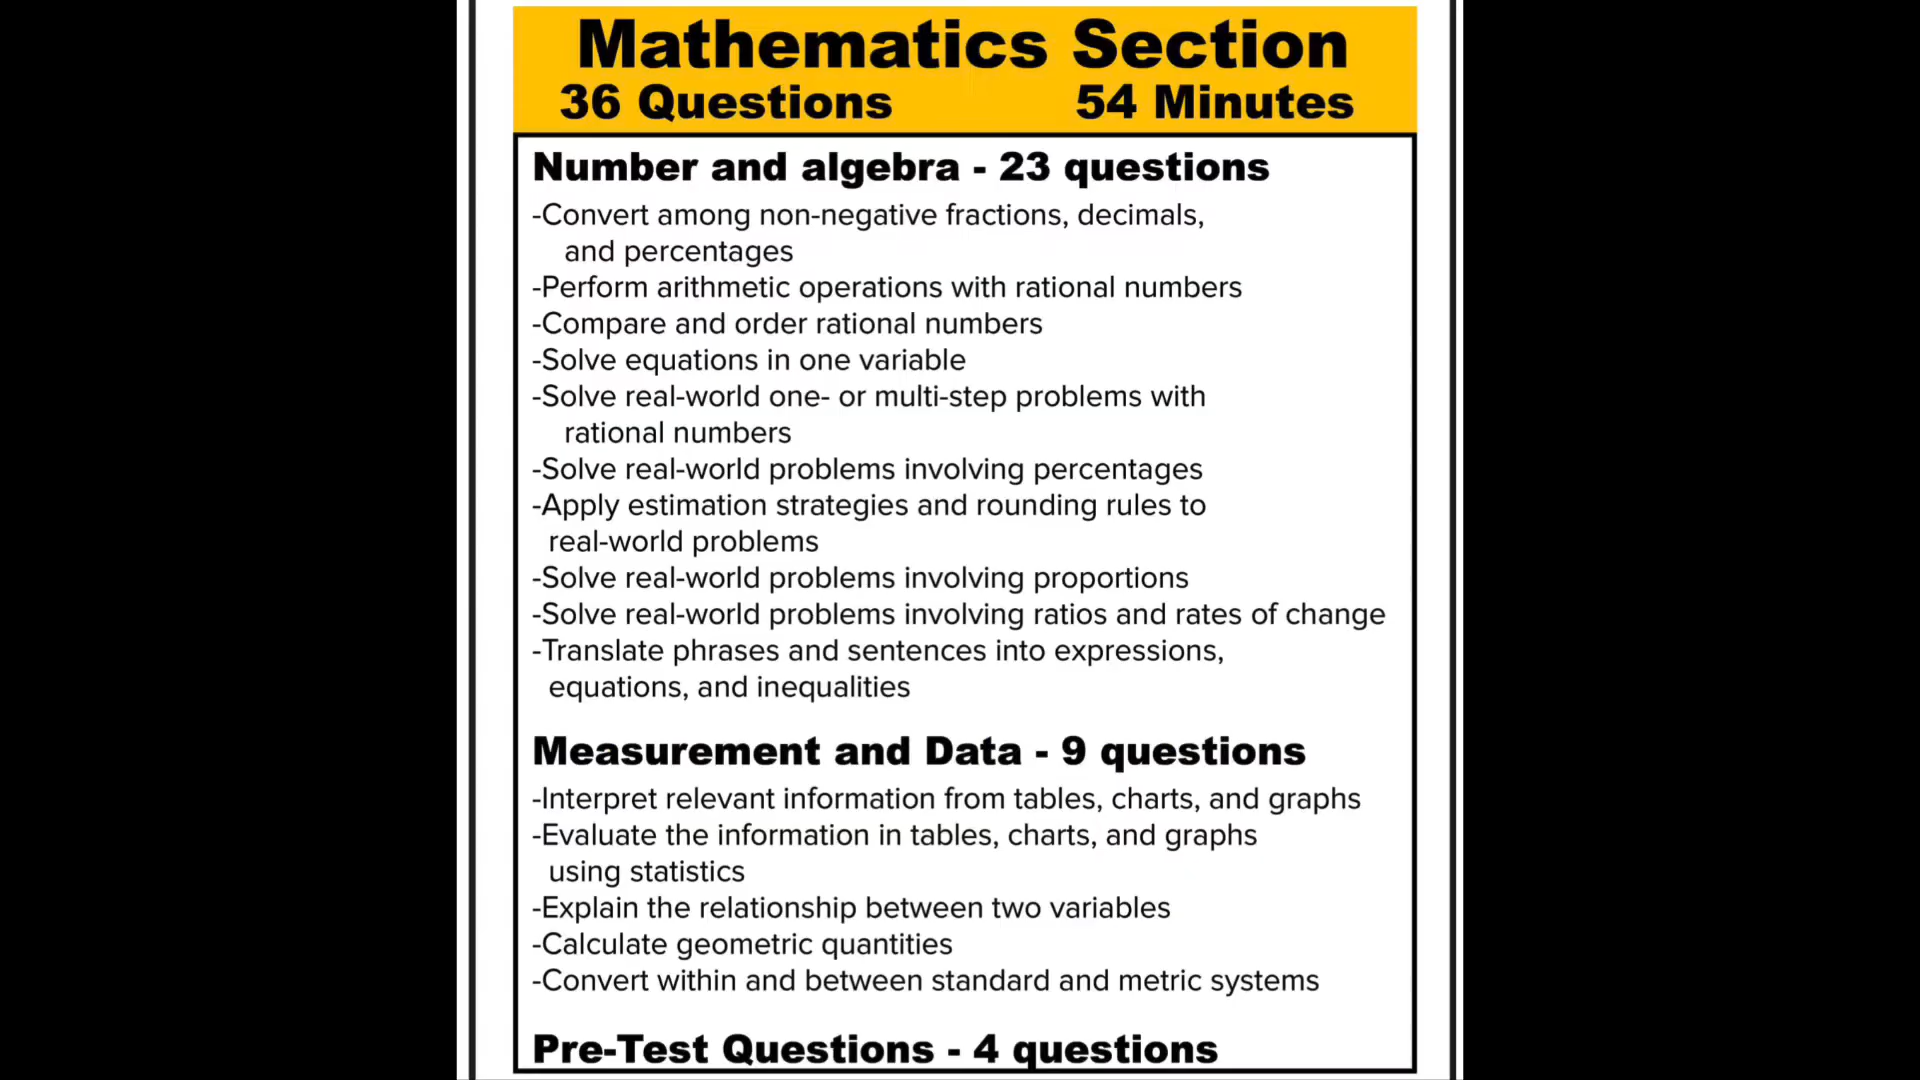 Mathematics Section
36 Questions 54 Minutes
Number and algebra - 23 questions
-Convert among non-negative fractions, decimals,
and percentages
-Perform arithmetic operations with rational numbers
-Compare and order rational numbers
-Solve equations in one variable
-Solve real-world one- or multi-step problems with
rational numbers
-Solve real-world problems involving percentages
-Apply estimation strategies and rounding rules to
real-world problems
-Solve real-world problems involving proportions
-Solve real-world problems involving ratios and rates of change
-Translate phrases and sentences into expressions,
equations, and inequalities
Measurement and Data - 9 questions
-Interpret relevant information from tables, charts, and graphs
-Evaluate the information in tables, charts, and graphs
using statistics
-Explain the relationship between two variables
-Calculate geometric quantities
-Convert within and between standard and metric systems
Pre-Test Questions - 4 questions